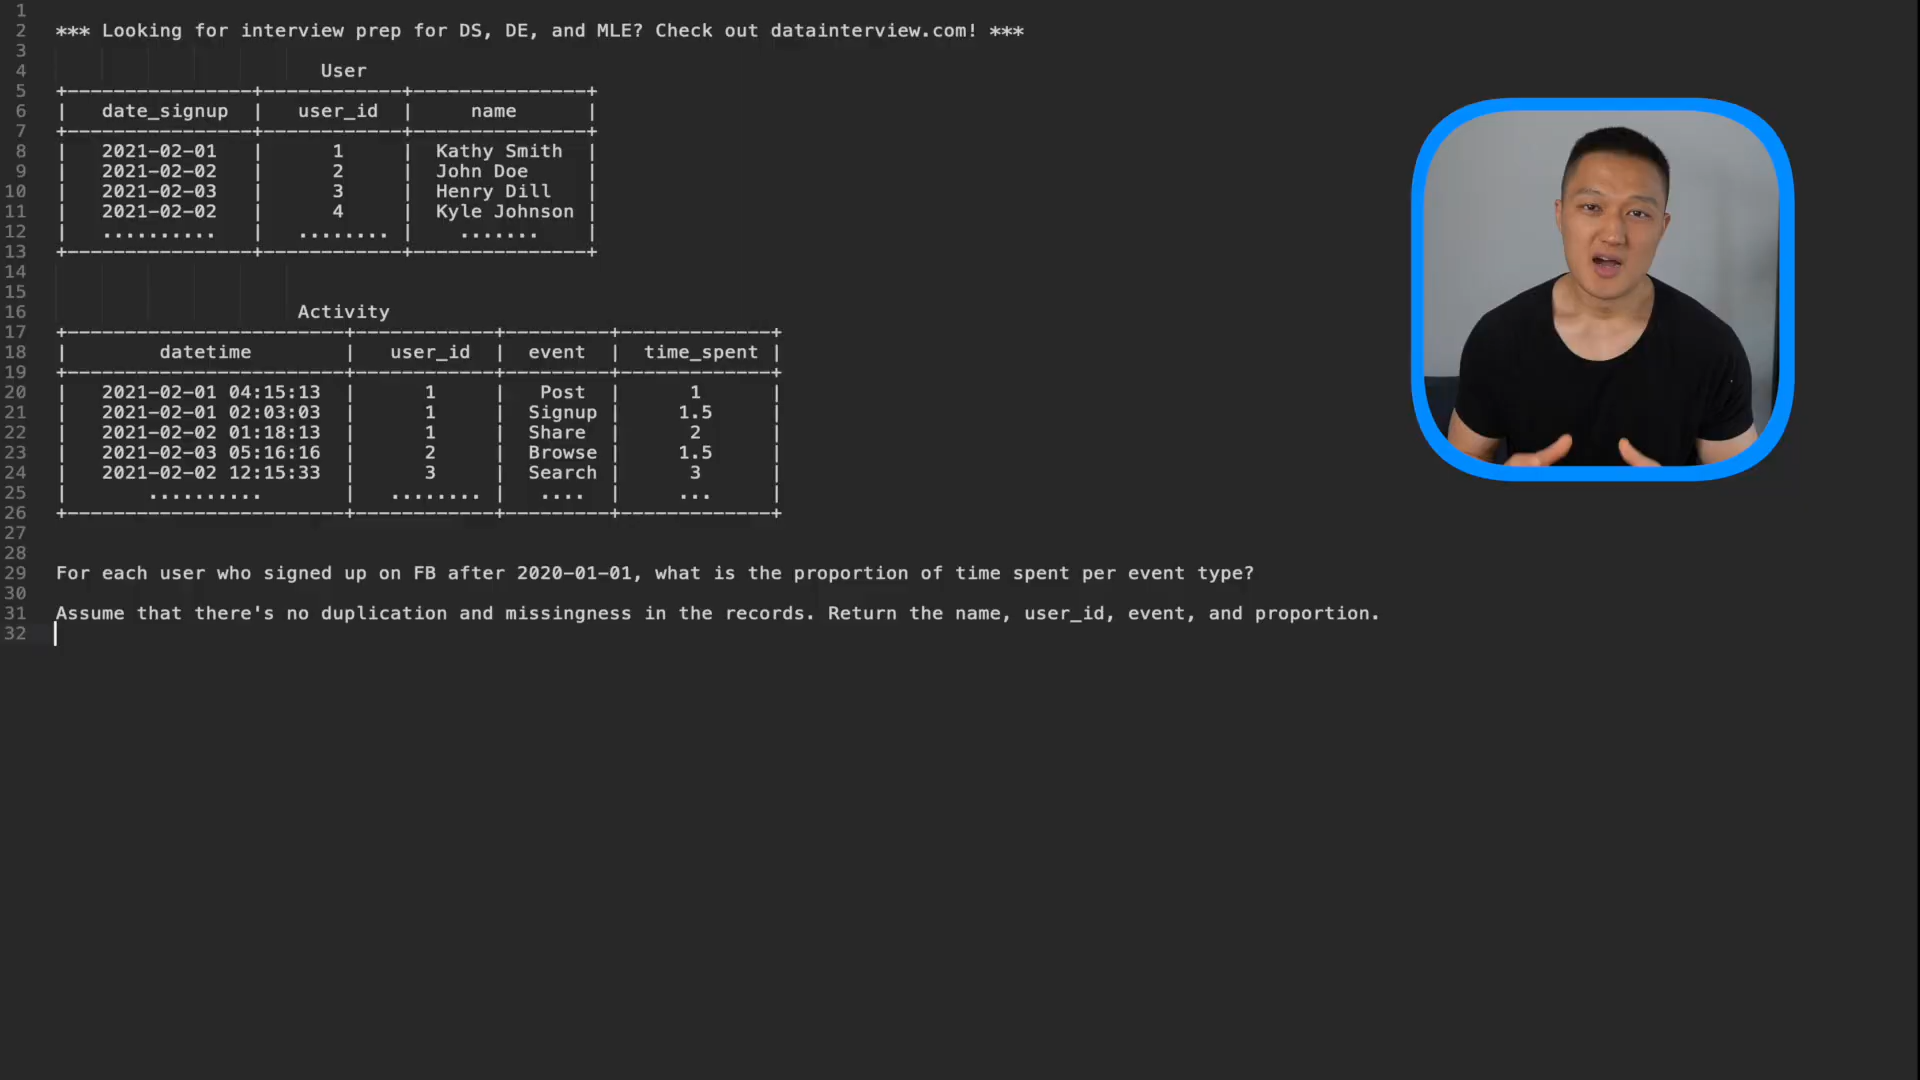 1
2 *** Looking for interview prep for DS, DE, and MLE? Check out datainterview.com! ***
3
4 User
5 +-----------------+------------+---------------+
6 | date_signup | user_id | name |
7 +-----------------+------------+---------------+
8 | 2021-02-01 | 1 | Kathy Smith |
9 | 2021-02-02 | 2 | John Doe |
10 | 2021-02-03 | 3 | Henry Dill |
11 | 2021-02-02 | 4 | Kyle Johnson |
12 | .......... | ........ | ....... |
13 +-----------------+------------+---------------+
14
15
16 Activity
17 +-------------------------+------------+---------+-------------+
18 | datetime | user_id | event | time_spent |
19 +-------------------------+------------+---------+-------------+
20 | 2021-02-01 04:15:13 | 1 | Post | 1 |
21 | 2021-02-01 02:03:03 | 1 | Signup | 1.5 |
22 | 2021-02-02 01:18:13 | 1 | Share | 2 |
23 | 2021-02-03 05:16:16 | 2 | Browse | 1.5 |
24 | 2021-02-02 12:15:33 | 3 | Search | 3 |
25 | .......... | ........ | .... | ... |
26 +-------------------------+------------+---------+-------------+
27
28
29 For each user who signed up on FB after 2020-01-01, what is the proportion of time spent per event type?
30
31 Assume that there's no duplication and missingness in the records. Return the name, user_id, event, and proportion.
32